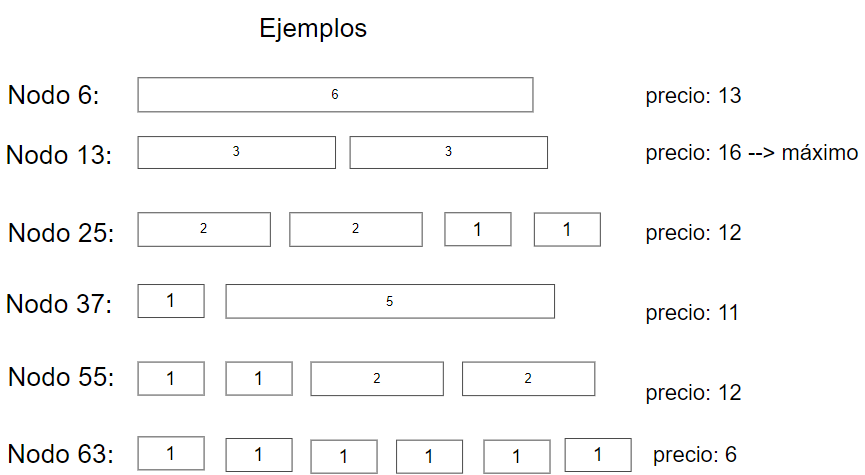 Ejemplos
Nodo 6: 6 precio: 13
Nodo 13: 3 3 precio: 16 --> máximo
Nodo 25: 2 2 1 1 precio: 12
Nodo 37: 1 5 precio: 11
Nodo 55: 1 1 2 2 precio: 12
Nodo 63: 1 1 1 1 1 1 precio: 6